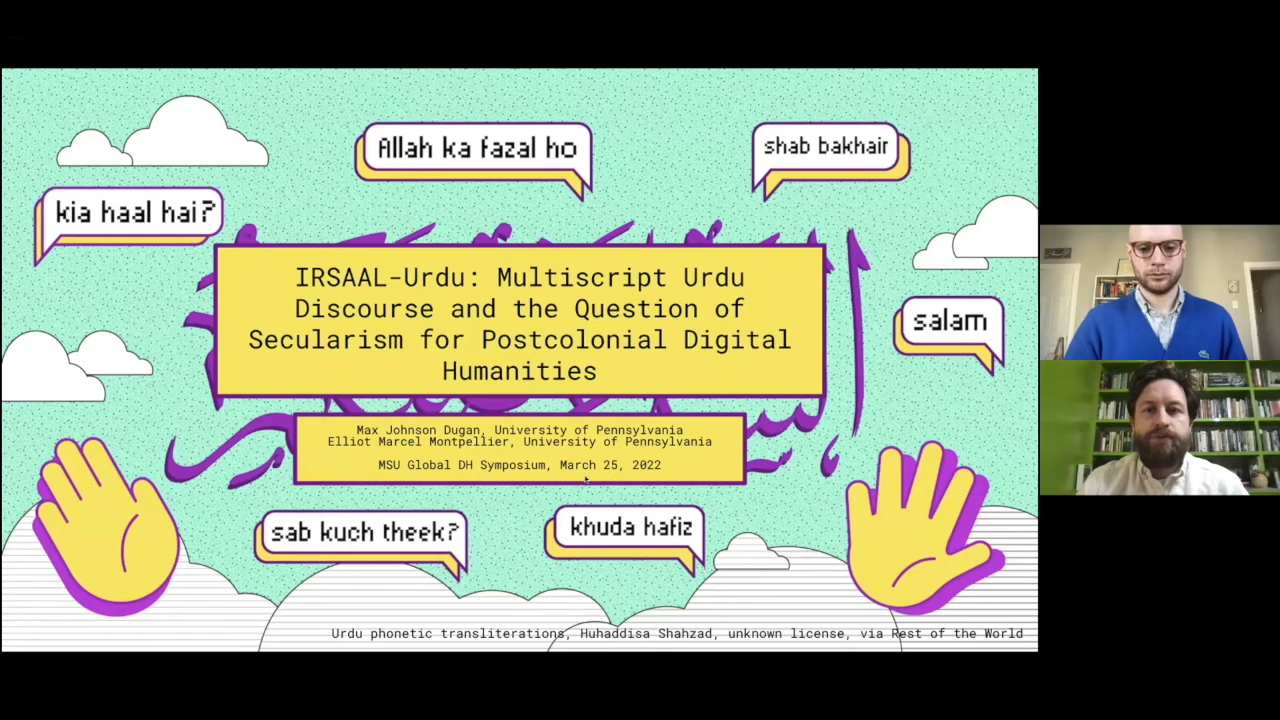 Allah ka fazal ho
shab bakhair
kia haal hai?
IRSAAL-Urdu: Multiscript Urdu
Discourse and the Question of
Secularism for Postcolonial Digital
Humanities
salam
Max Johnson Dugan, University of Pennsylvania
Elliot Marcel Montpellier, University of Pennsylvania
MSU Global DH Symposium, March 25, 2022
sab kuch theek?
khuda hafiz
Urdu phonetic transliterations, Huhaddisa Shahzad, unknown license, via Rest of the World